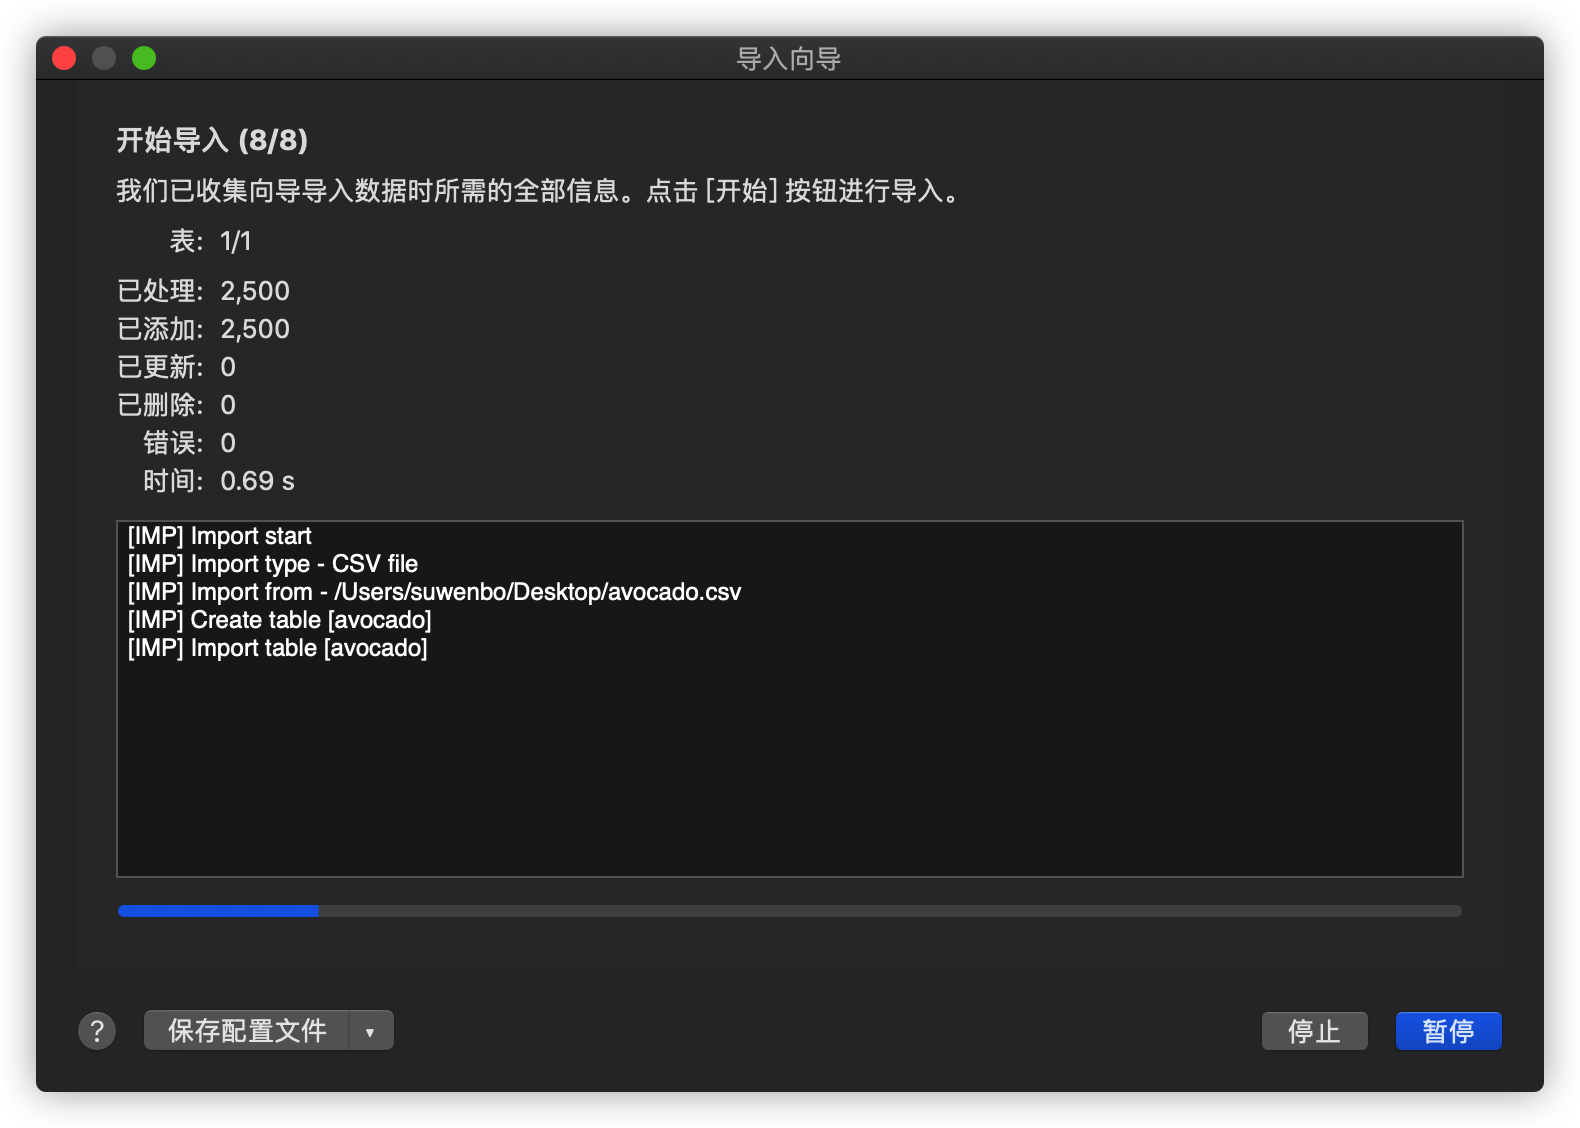 导入向导
开始导入 (8/8)
我们已收集向导导入数据时所需的全部信息。点击 [开始] 按钮进行导入。
表: 1/1
已处理: 2,500
已添加: 2,500
已更新: 0
已删除: 0
错误: 0
时间: 0.69 s
[IMP] Import start
[IMP] Import type - CSV file
[IMP] Import from - /Users/suwenbo/Desktop/avocado.csv
[IMP] Create table [avocado]
[IMP] Import table [avocado]
? 保存配置文件 ▼ 停止 暂停